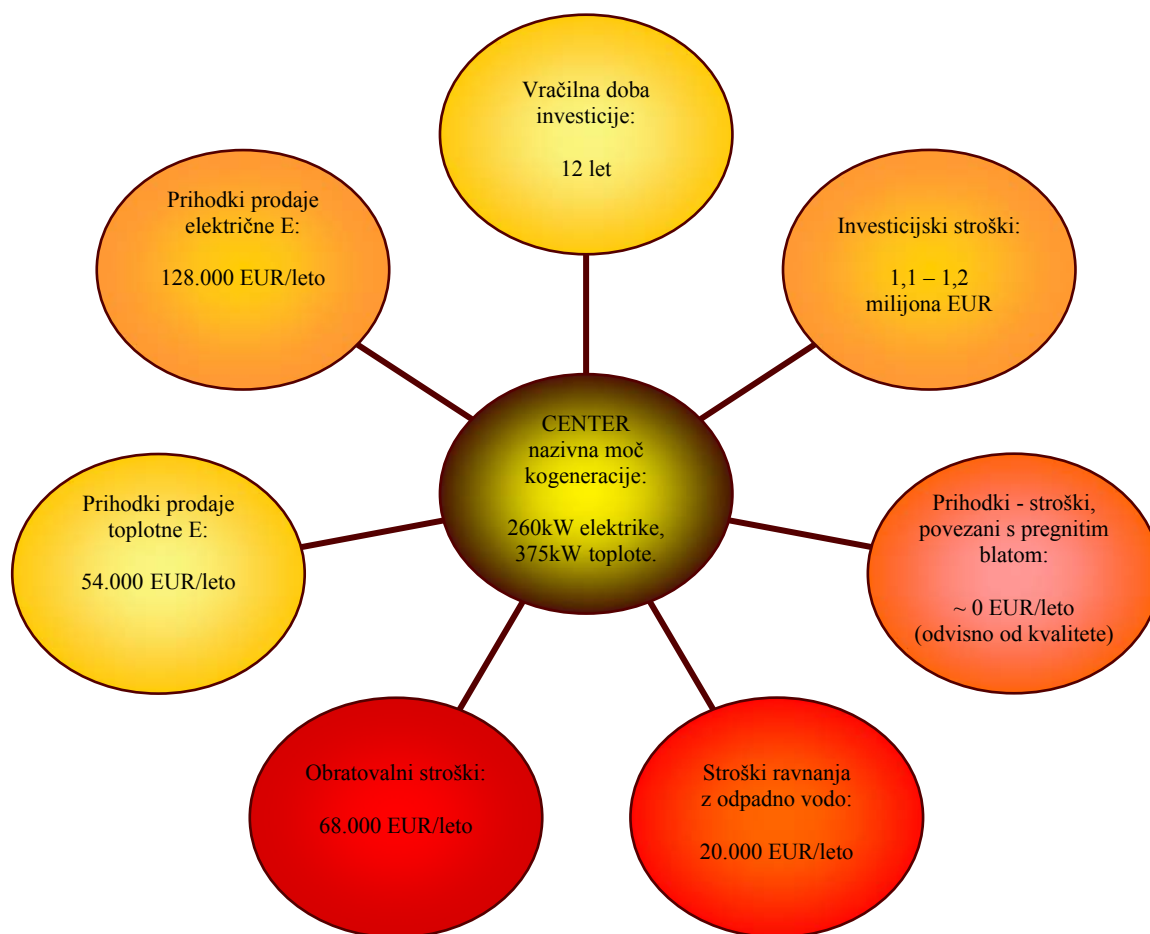 Vračilna doba
investicije:
12 let
Prihodki prodaje
električne E:
128.000 EUR/leto
Investicijski stroški:
1,1 – 1,2
milijona EUR
CENTER
nazivna moč
kogeneracije:
260kW elektrike,
375kW toplote.
Prihodki prodaje
toplotne E:
54.000 EUR/leto
Prihodki - stroški,
povezani s pregnitim
blatom:
~ 0 EUR/leto
(odvisno od kvalitete)
Obratovalni stroški:
68.000 EUR/leto
Stroški ravnanja
z odpadno vodo:
20.000 EUR/leto